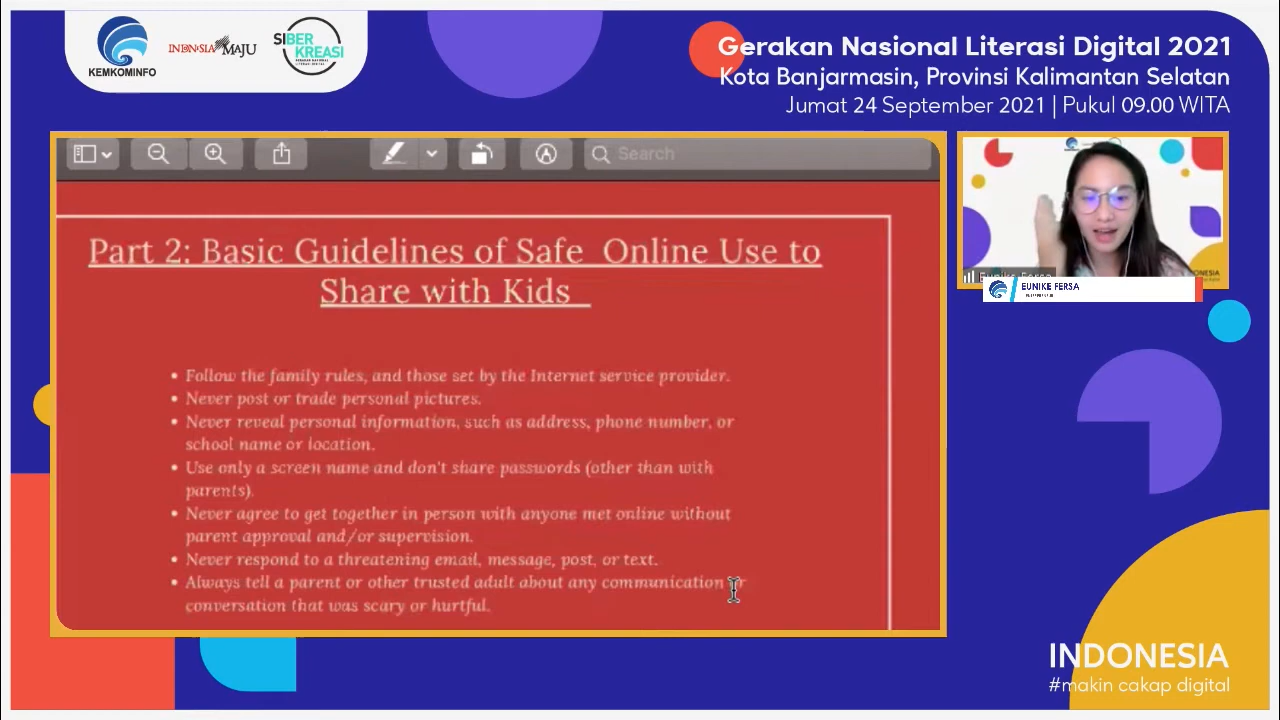 KEMKOMINFO
INDONESIA MAJU
SIBER
KREASI
Gerakan Nasional Literasi Digital 2021
Kota Banjarmasin, Provinsi Kalimantan Selatan
Jumat 24 September 2021 | Pukul 09.00 WITA
Search
Part 2: Basic Guidelines of Safe Online Use to
Share with Kids
• Follow the family rules, and those set by the Internet service provider.
• Never post or trade personal pictures.
• Never reveal personal information, such as address, phone number, or
school name or location.
• Use only a screen name and don't share passwords (other than with
parents).
• Never agree to get together in person with anyone met online without
parent approval and/or supervision.
• Never respond to a threatening email, message, post, or text.
• Always tell a parent or other trusted adult about any communication or
conversation that was scary or hurtful.
Eunike Fersa
EUNIKE FERSA
INDONESIA
#makin cakap digital